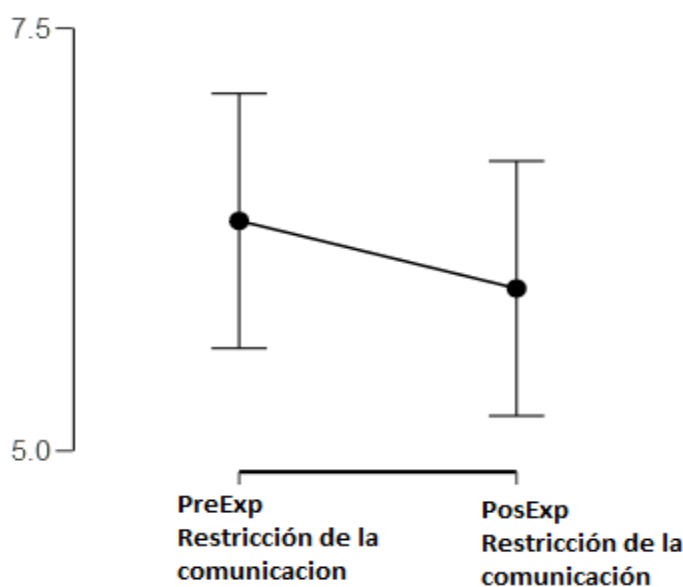 7.5
5.0
PreExp
Restricción de la
comunicacion
PosExp
Restricción de la
comunicación